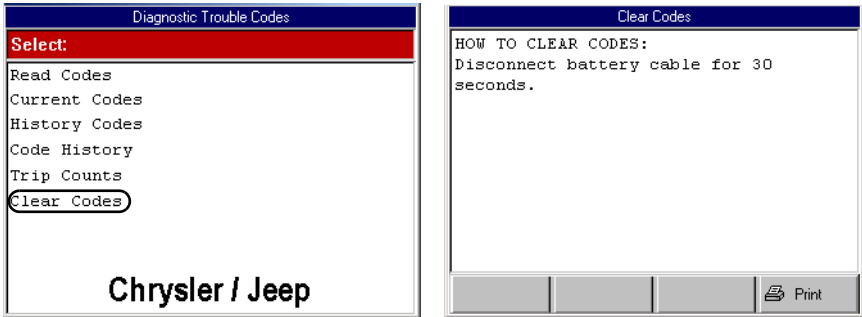 Diagnostic Trouble Codes
Select:
Read Codes
Current Codes
History Codes
Code History
Trip Counts
Clear Codes
Chrysler / Jeep
Clear Codes
HOW TO CLEAR CODES:
Disconnect battery cable for 30
seconds.
Print